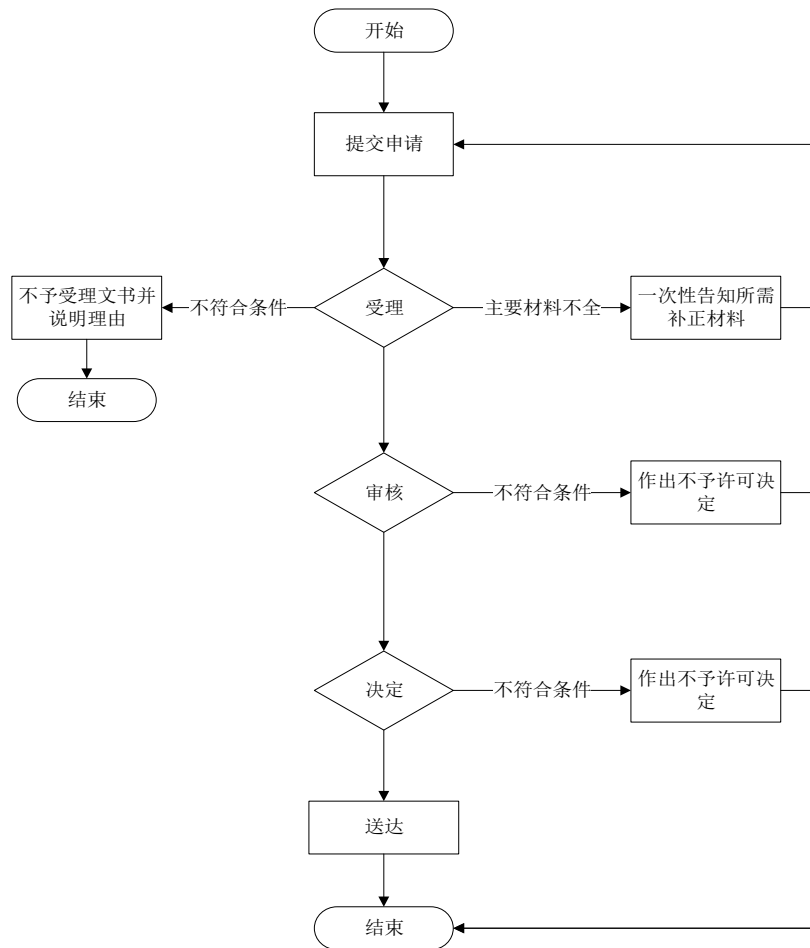 开始
提交申请
不予受理文书并
说明理由
不符合条件
受理
主要材料不全
一次性告知所需
补正材料
结束
审核
不符合条件
作出不予许可决
定
决定
不符合条件
作出不予许可决
定
送达
结束